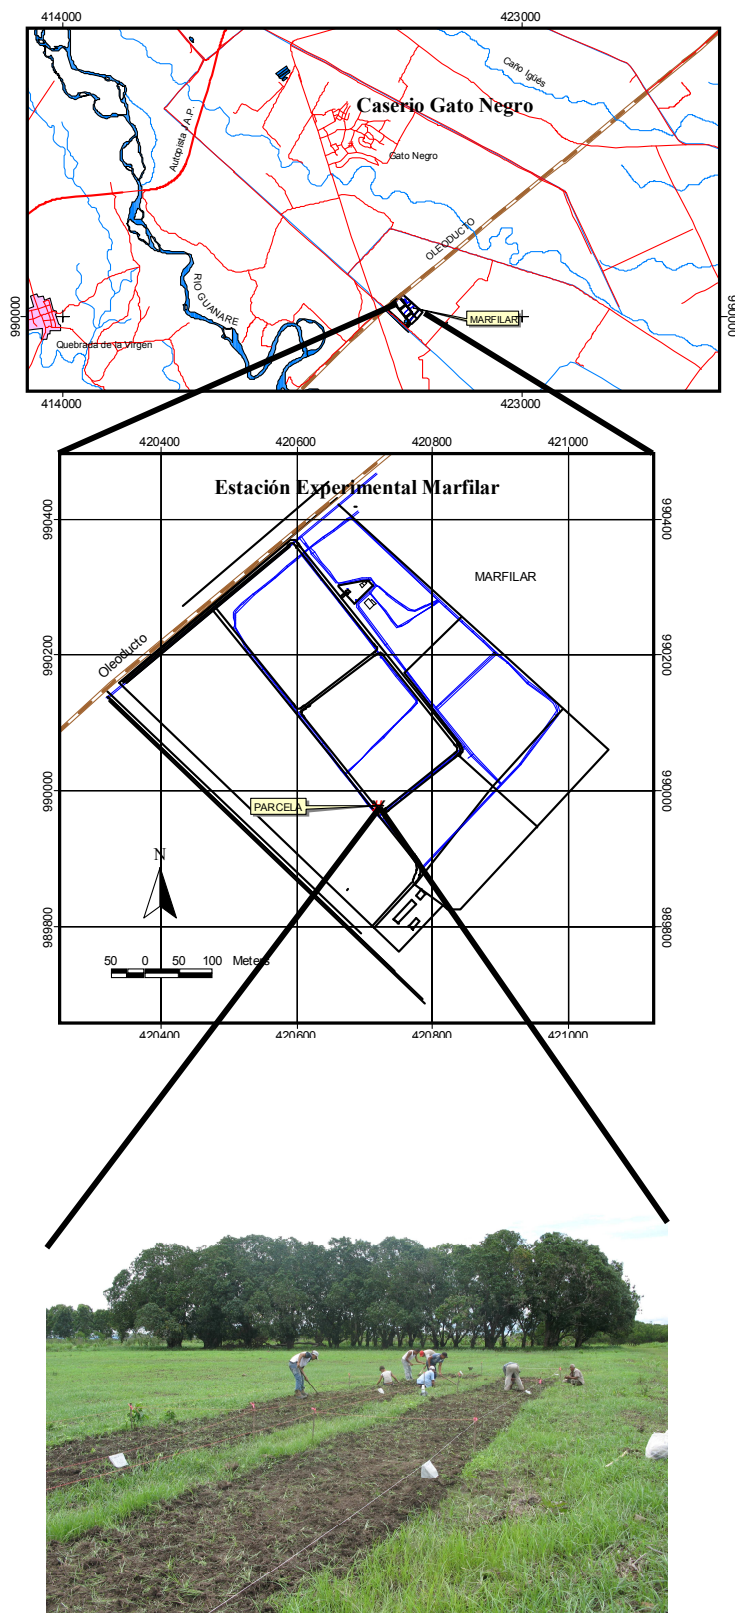 414000
423000
Caño Igüés
Caserio Gato Negro
Autopista J.A.P.
Gato Negro
OLEODUCTO
RIO GUANARE
990000
MARFILAR
990000
Quebrada de la Virgen
414000
423000
420400
420600
420800
421000
Estación Experimental Marfilar
990400
990400
MARFILAR
Oleoducto
990200
990200
990000
990000
PARCELA
N
989800
989800
50
0
50
100
Meters
420400
420600
420800
421000